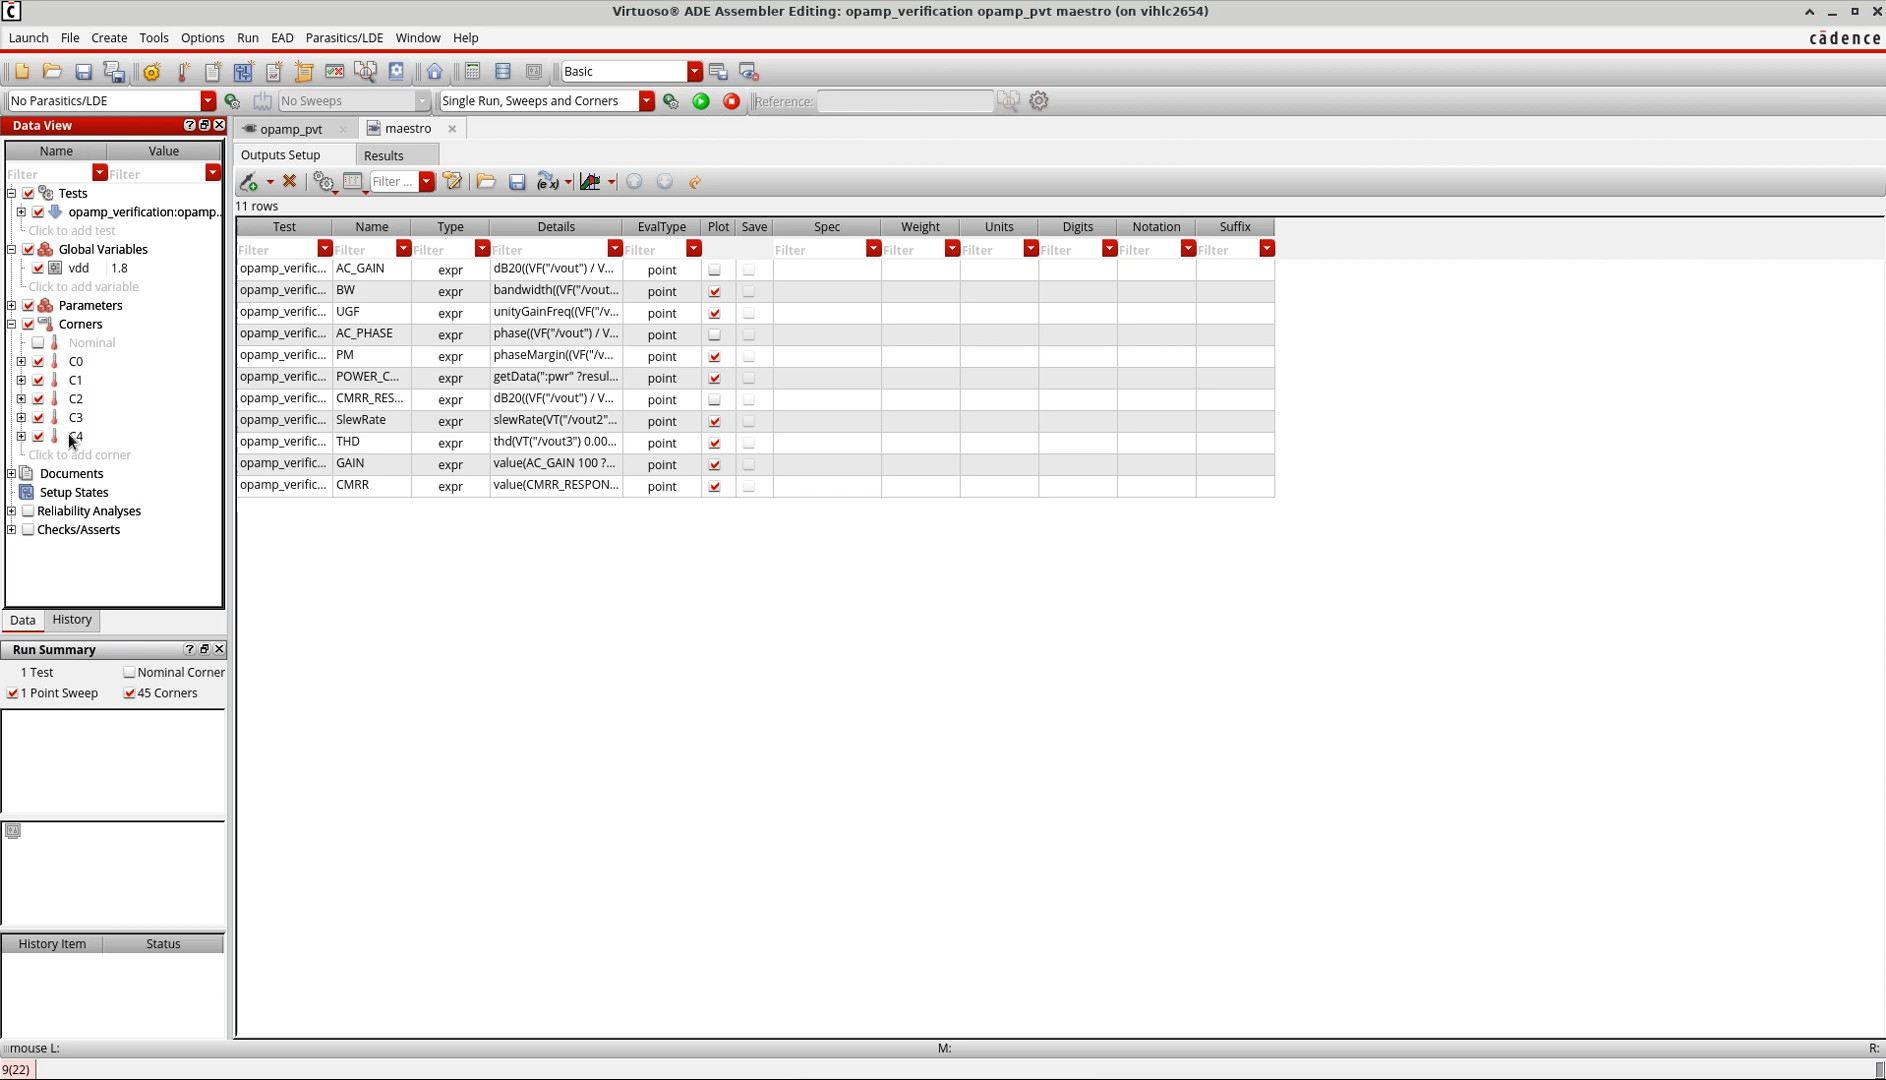 Virtuoso® ADE Assembler Editing: opamp_verification opamp_pvt maestro (on vihlc2654)
Launch File Create Tools Options Run EAD Parasitics/LDE Window Help
cādence
Basic
No Parasitics/LDE No Sweeps Single Run, Sweeps and Corners Reference:
Data View
Name Value
Filter Filter
Tests
opamp_verification:opamp..
Click to add test
Global Variables
vdd 1.8
Click to add variable
Parameters
Corners
Nominal
C0
C1
C2
C3
C4
Click to add corner
Documents
Setup States
Reliability Analyses
Checks/Asserts
Data History
Run Summary
1 Test Nominal Corner
1 Point Sweep 45 Corners
History Item Status
opamp_pvt maestro
Outputs Setup Results
Filter ... (ex)
11 rows
Test Name Type Details EvalType Plot Save Spec Weight Units Digits Notation Suffix
Filter Filter Filter Filter Filter Filter Filter Filter Filter Filter Filter
opamp_verific... AC_GAIN expr dB20((VF("/vout") / V... point
opamp_verific... BW expr bandwidth((VF("/vout... point
opamp_verific... UGF expr unityGainFreq((VF("/v... point
opamp_verific... AC_PHASE expr phase((VF("/vout") / V... point
opamp_verific... PM expr phaseMargin((VF("/v... point
opamp_verific... POWER_C... expr getData(":pwr" ?resul... point
opamp_verific... CMRR_RES... expr dB20((VF("/vout") / V... point
opamp_verific... SlewRate expr slewRate(VT("/vout2"... point
opamp_verific... THD expr thd(VT("/vout3") 0.00... point
opamp_verific... GAIN expr value(AC_GAIN 100 ?... point
opamp_verific... CMRR expr value(CMRR_RESPON... point
mouse L: M: R:
9(22)